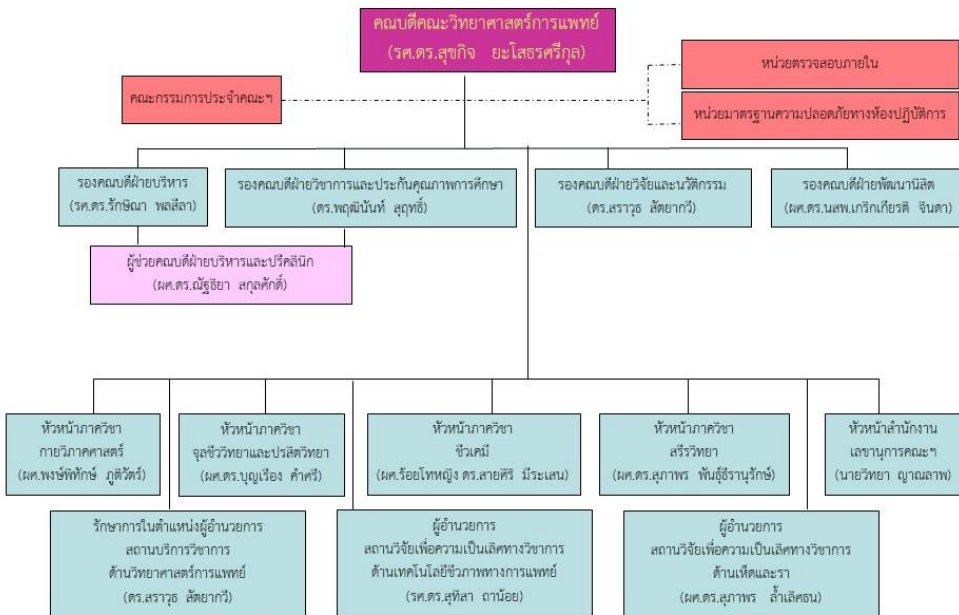 คณบดีคณะวิทยาศาสตร์การแพทย์
(รศ.ดร.สุขกิจ ยะโสธรศรีกุล)
หน่วยตรวจสอบภายใน
คณะกรรมการประจำคณะฯ
หน่วยมาตรฐานความปลอดภัยทางห้องปฏิบัติการ
รองคณบดีฝ่ายบริหาร
(รศ.ดร.รักษิณา พลสีลา)
รองคณบดีฝ่ายวิชาการและประกันคุณภาพการศึกษา
(ดร.พฤฒินันท์ สุฤทธิ์)
รองคณบดีฝ่ายวิจัยและนวัติกรรม
(ดร.สราวุธ สัตยากวี)
รองคณบดีฝ่ายพัฒนานิสิต
(ผศ.ดร.นสพ.เกริกเกียรติ จินดา)
ผู้ช่วยคณบดีฝ่ายบริหารและปรีคลินิก
(ผศ.ดร.ณัฐธิยา สกุลศักดิ์)
หัวหน้าภาควิชา
กายวิภาคศาสตร์
(ผศ.พงษ์พิทักษ์ ภูติวัตร์)
หัวหน้าภาควิชา
จุลชีววิทยาและปรสิตวิทยา
(ผศ.ดร.บุญเรือง คำศรี)
หัวหน้าภาควิชา
ชีวเคมี
(ผศ.ร้อยโทหญิง ดร.สายศิริ มีระเสน)
หัวหน้าภาควิชา
สรีรวิทยา
(ผศ.ดร.สุภาพร พันธุ์ธีรานุรักษ์)
หัวหน้าสำนักงาน
เลขานุการคณะฯ
(นายวิทยา ญาณลาพ)
รักษาการในตำแหน่งผู้อำนวยการ
สถานบริการวิชาการ
ด้านวิทยาศาสตร์การแพทย์
(ดร.สราวุธ สัตยากวี)
ผู้อำนวยการ
สถานวิจัยเพื่อความเป็นเลิศทางวิชาการ
ด้านเทคโนโลยีชีวภาพทางการแพทย์
(รศ.ดร.สุทิสา ถาน้อย)
ผู้อำนวยการ
สถานวิจัยเพื่อความเป็นเลิศทางวิชาการ
ด้านเห็ดและรา
(ผศ.ดร.สุภาพร ล้ำเลิศธน)